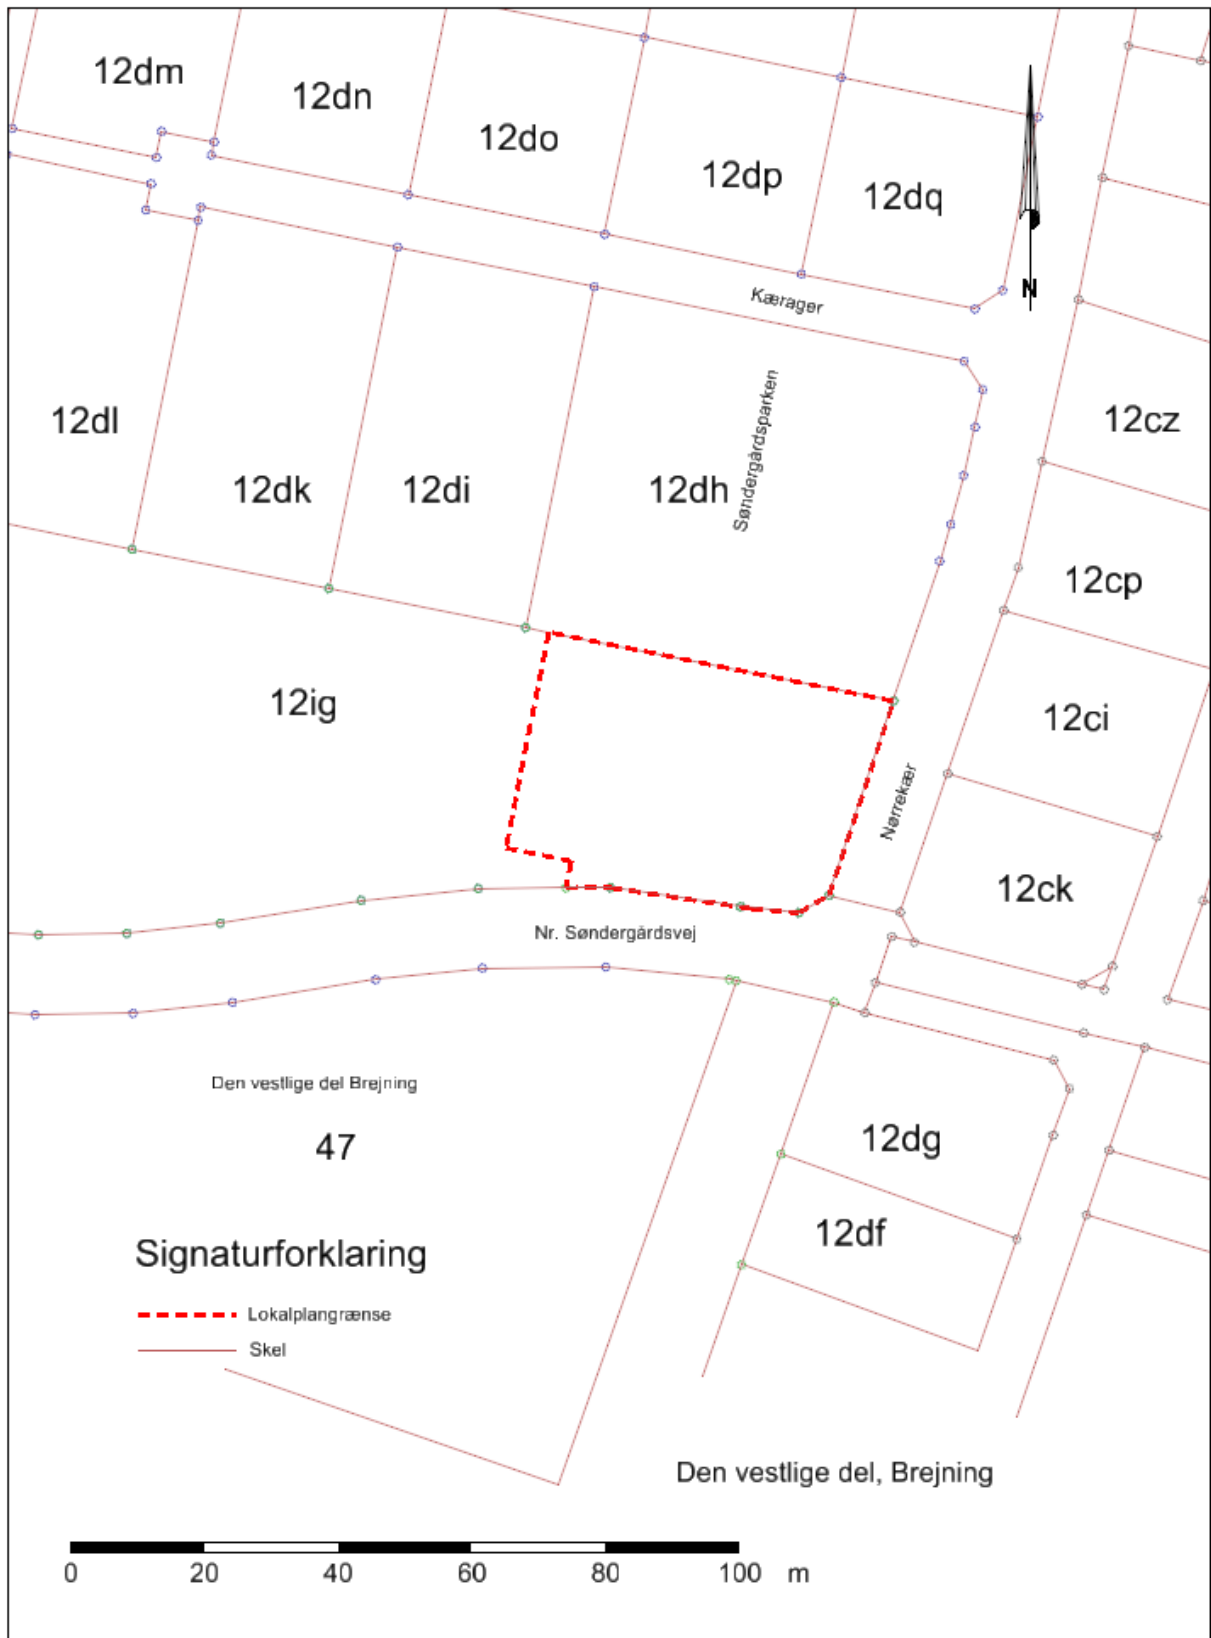 12dm
12dn
12do
12dp
12dq
N
Kærager
12dl
12dk
12di
12dh
Søndergårdsparken
12cz
12cp
12ig
12ci
Nørrekær
12ck
Nr. Søndergårdsvej
Den vestlige del Brejning
47
12dg
12df
Signaturforklaring
Lokalplangrænse
Skel
Den vestlige del, Brejning
0 20 40 60 80 100 m